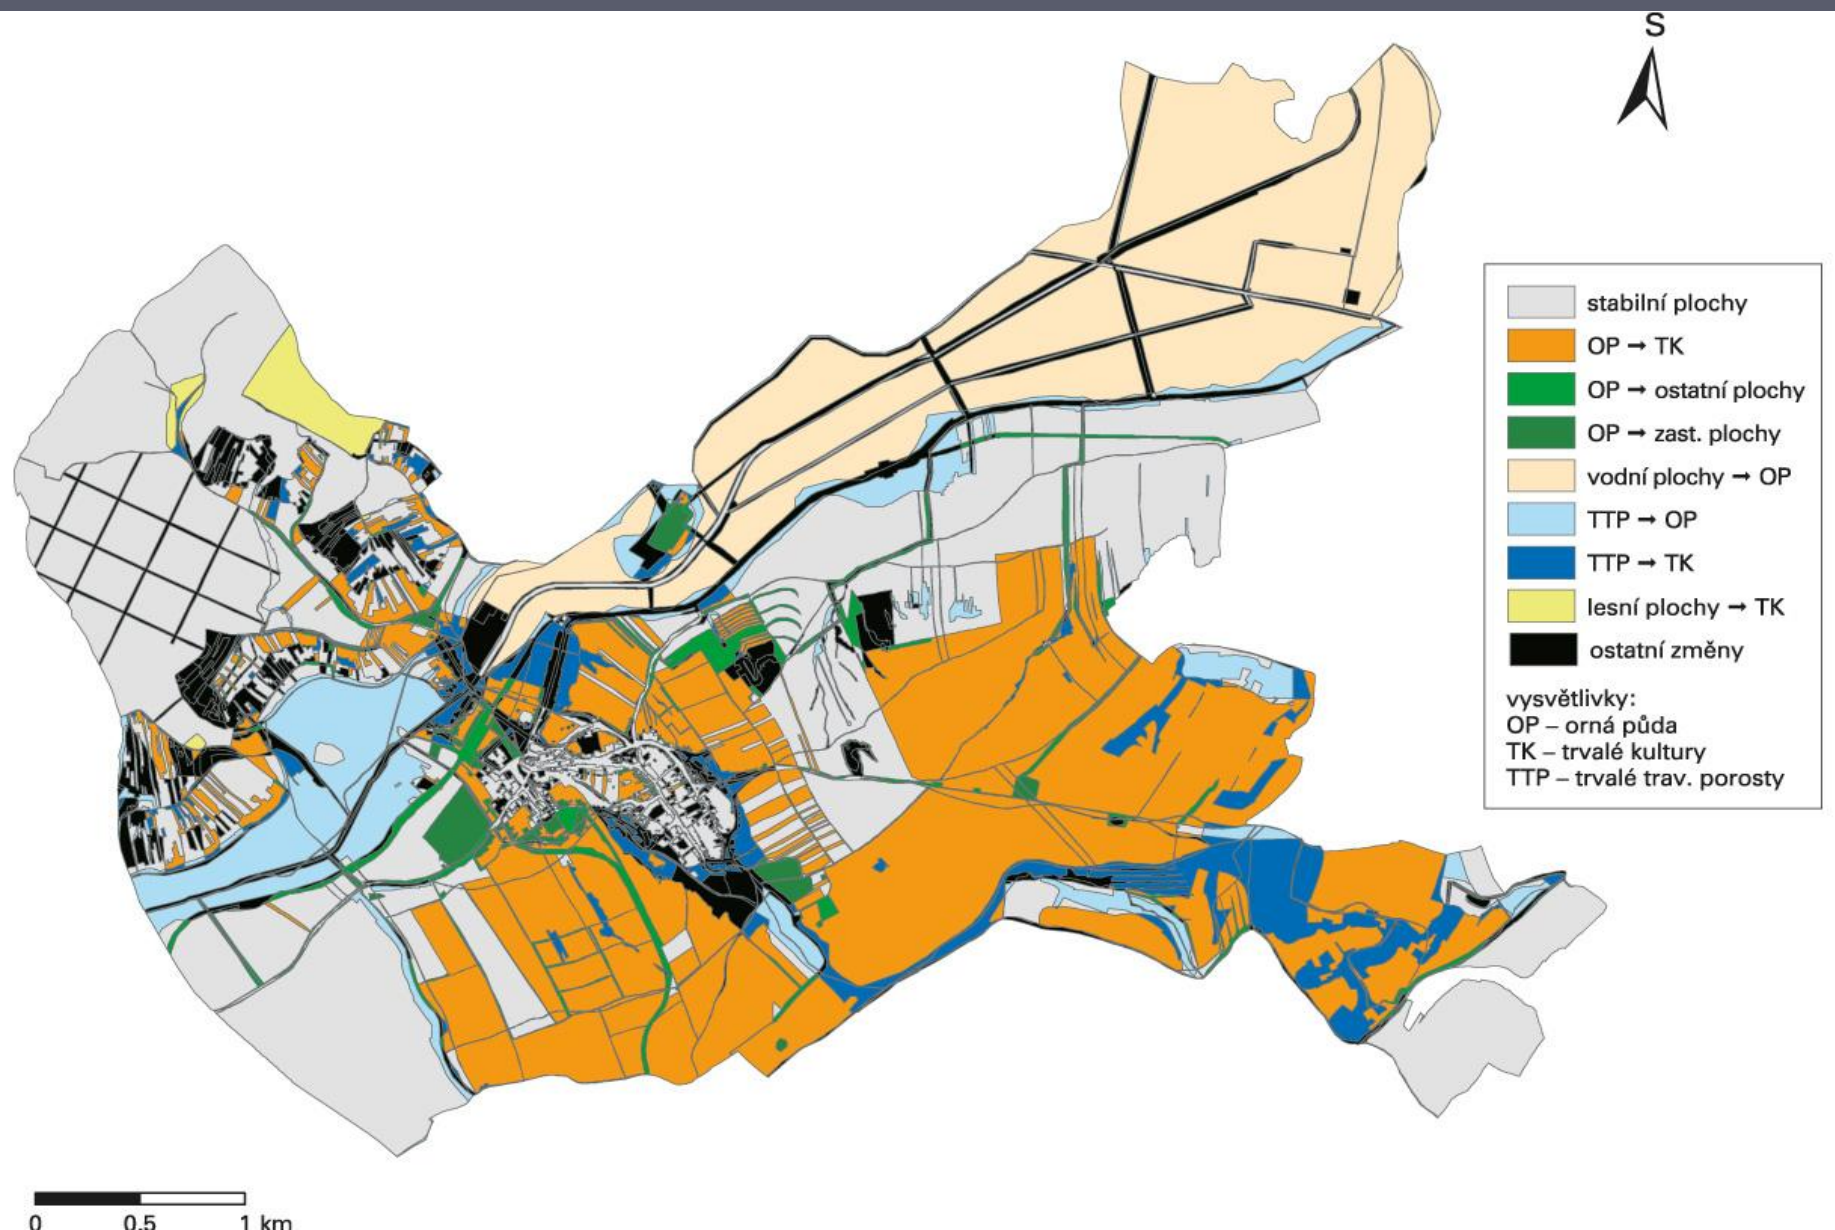 S
stabilní plochy
OP → TK
OP → ostatní plochy
OP → zast. plochy
vodní plochy → OP
TTP → OP
TTP → TK
lesní plochy → TK
ostatní změny
vysvětlivky:
OP – orná půda
TK – trvalé kultury
TTP – trvalé trav. porosty
0 0.5 1 km